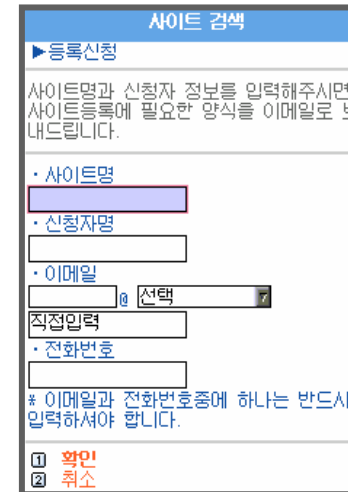 사이트 검색
▶등록신청
사이트명과 신청자 정보를 입력해주시면
사이트등록에 필요한 양식을 이메일로 보
내드립니다.
· 사이트명
· 신청자명
· 이메일
@ 선택
직접입력
· 전화번호
* 이메일과 전화번호중에 하나는 반드시
입력하셔야 합니다.
1 확인
2 취소